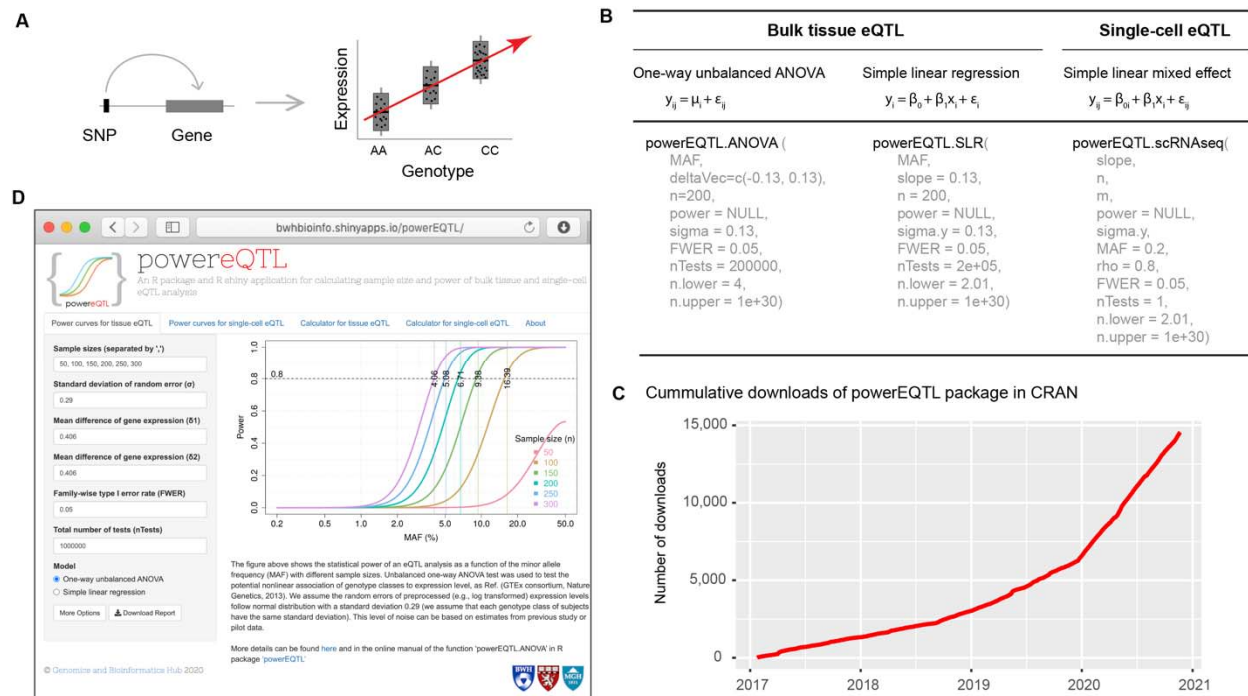 A
Expression
SNP
Gene
AA
AC
CC
Genotype
B
Bulk tissue eQTL
Single-cell eQTL
One-way unbalanced ANOVA
Simple linear regression
Simple linear mixed effect
yij = μi + εij
yi = β0 + β1xi + εi
yij = β0i + β1xi + εij
powerEQTL.ANOVA (
MAF,
deltaVec=c(-0.13, 0.13),
n=200,
power = NULL,
sigma = 0.13,
FWER = 0.05,
nTests = 200000,
n.lower = 4,
n.upper = 1e+30)
powerEQTL.SLR(
MAF,
slope = 0.13,
n = 200,
power = NULL,
sigma.y = 0.13,
FWER = 0.05,
nTests = 2e+05,
n.lower = 2.01,
n.upper = 1e+30)
powerEQTL.scRNAseq(
slope,
n,
m,
power = NULL,
sigma.y,
MAF = 0.2,
rho = 0.8,
FWER = 0.05,
nTests = 1,
n.lower = 2.01,
n.upper = 1e+30)
C
Cummulative downloads of powerEQTL package in CRAN
Number of downloads
15,000
10,000
5,000
0
2017
2018
2019
2020
2021
D
bwhbioinfo.shinyapps.io/powerEQTL/
powereQTL
powereQTL
An R package and R shiny application for calculating sample size and power of bulk tissue and single-cell
eQTL analysis
Power curves for tissue eQTL
Power curves for single-cell eQTL
Calculator for tissue eQTL
Calculator for single-cell eQTL
About
Sample sizes (separated by ',')
50, 100, 150, 200, 250, 300
Standard deviation of random error (σ)
0.29
Mean difference of gene expression (δ1)
0.406
Mean difference of gene expression (δ2)
0.406
Family-wise type I error rate (FWER)
0.05
Total number of tests (nTests)
1000000
Model
One-way unbalanced ANOVA
Simple linear regression
More Options
Download Report
Power
1.0
0.8
0.6
0.4
0.2
0.0
0.8
4.06
5.08
6.71
9.38
16.39
Sample size (n)
50
100
150
200
250
300
0.2
0.5
1.0
2.0
5.0
10.0
20.0
50.0
MAF (%)
The figure above shows the statistical power of an eQTL analysis as a function of the minor allele
frequency (MAF) with different sample sizes. Unbalanced one-way ANOVA test was used to test the
potential nonlinear association of genotype classes to expression level, as Ref. (GTEx consortium, Nature
Genetics, 2013). We assume the random errors of preprocessed (e.g., log transformed) expression levels
follow normal distribution with a standard deviation 0.29 (we assume that each genotype class of subjects
have the same standard deviation). This level of noise can be based on estimates from previous study or
pilot data.
More details can be found here and in the online manual of the function 'powerEQTL.ANOVA' in R
package 'powerEQTL'
© Genomics and Bioinformatics Hub 2020
BWH
MGH